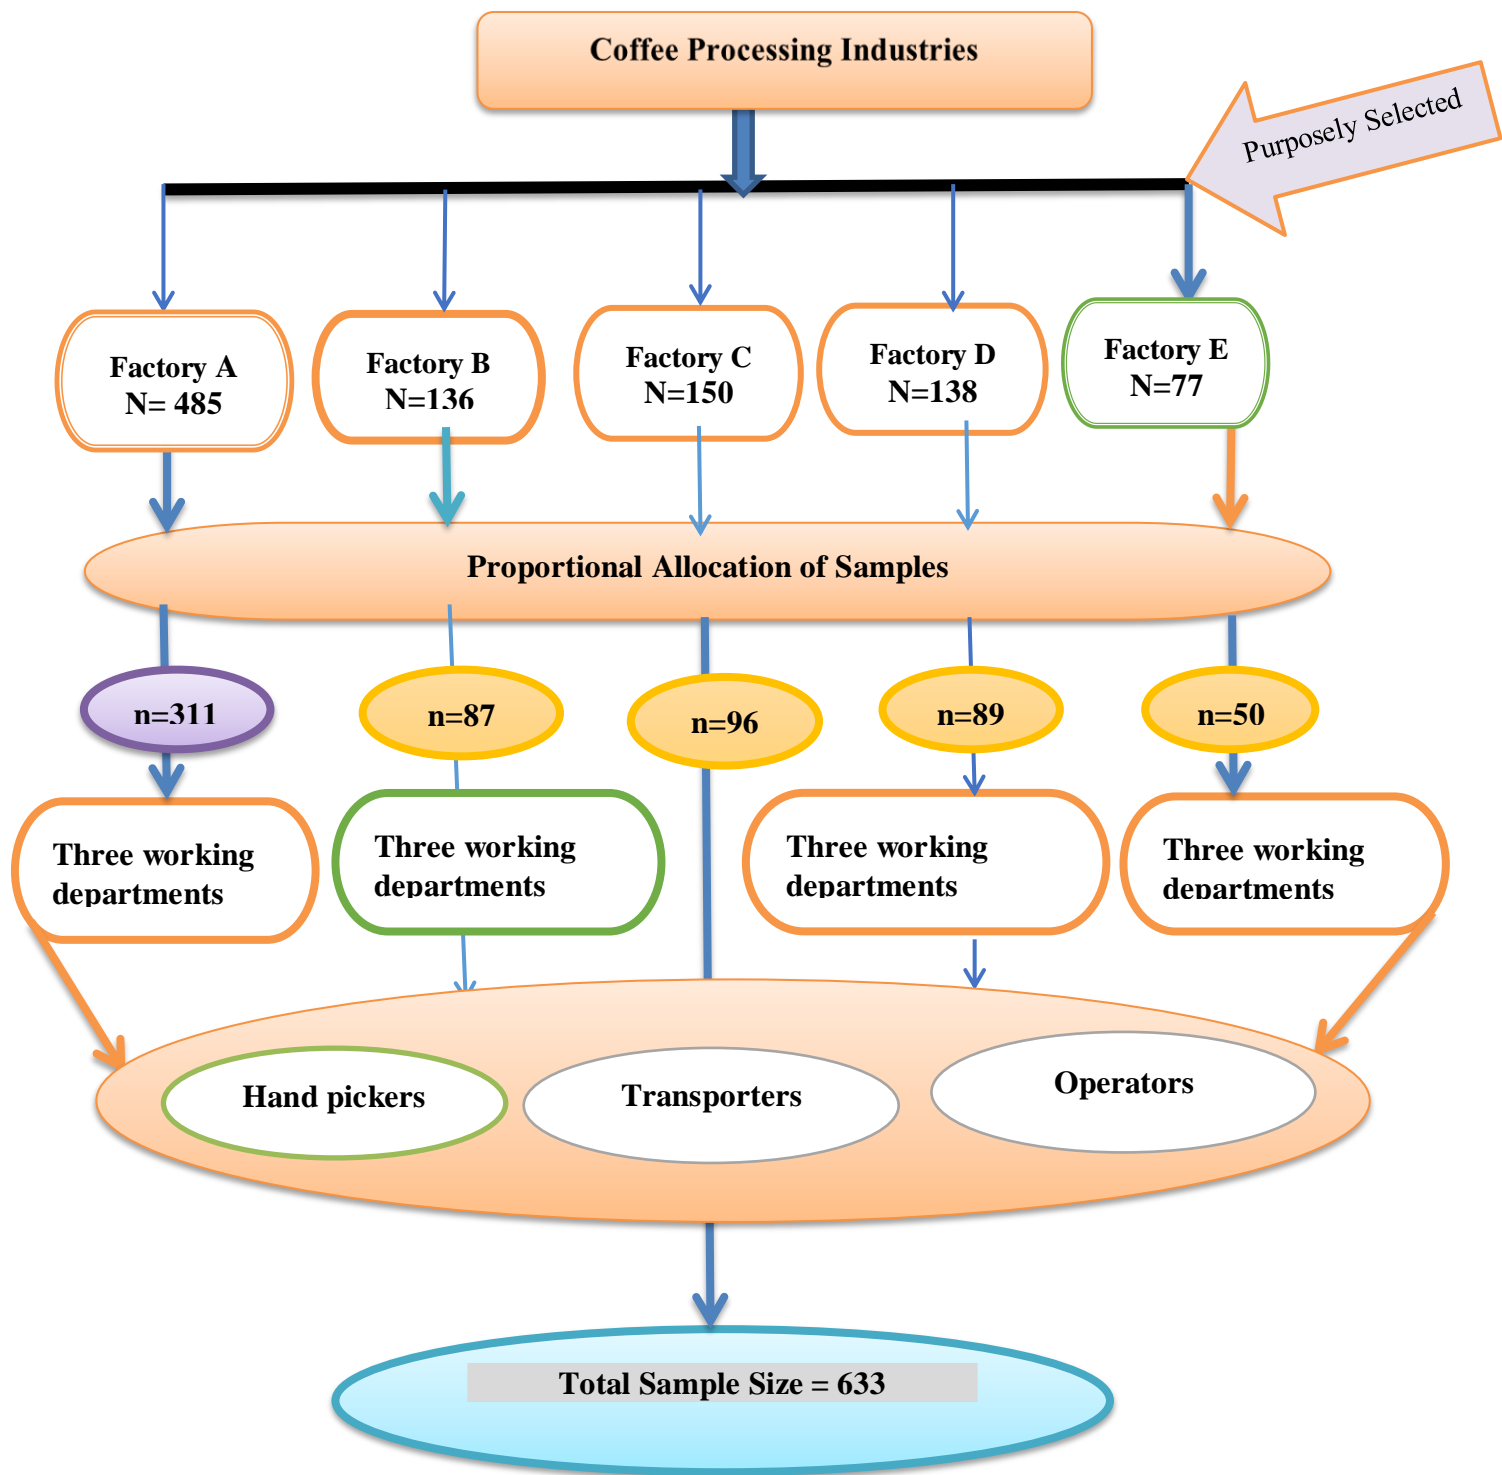 Coffee Processing Industries
Purposely Selected
Factory A
N= 485
Factory B
N=136
Factory C
N=150
Factory D
N=138
Factory E
N=77
Proportional Allocation of Samples
n=311
n=87
n=96
n=89
n=50
Three working
departments
Three working
departments
Three working
departments
Three working
departments
Hand pickers
Transporters
Operators
Total Sample Size = 633